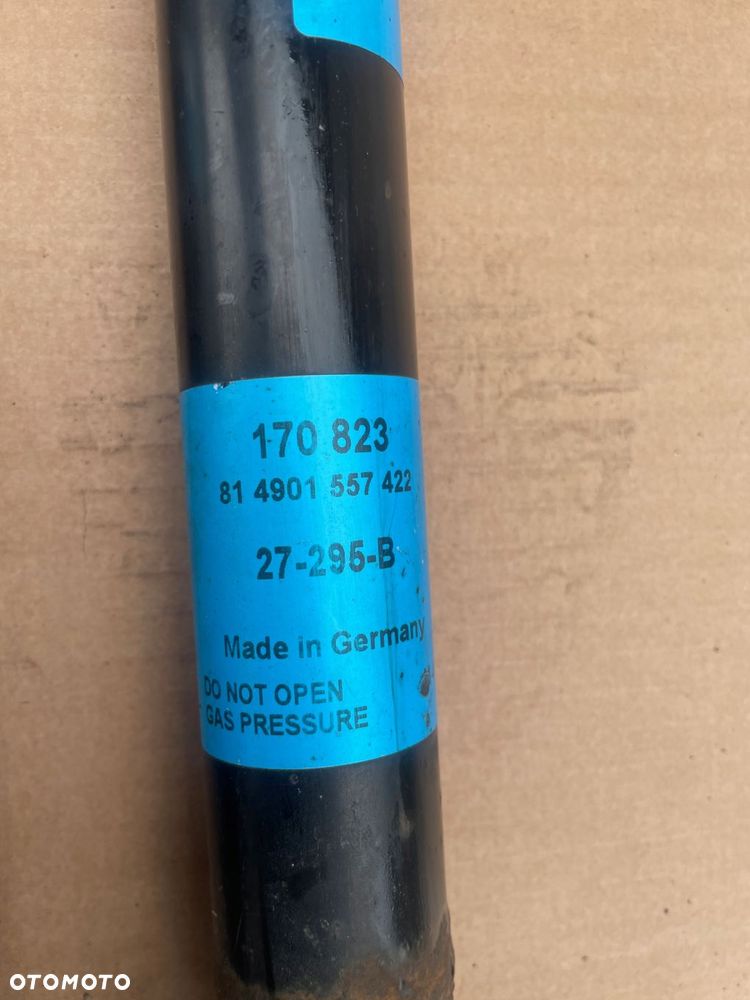 170 823
81 4901 557 422
27-295-B
Made in Germany
DO NOT OPEN
GAS PRESSURE
OTOMOTO